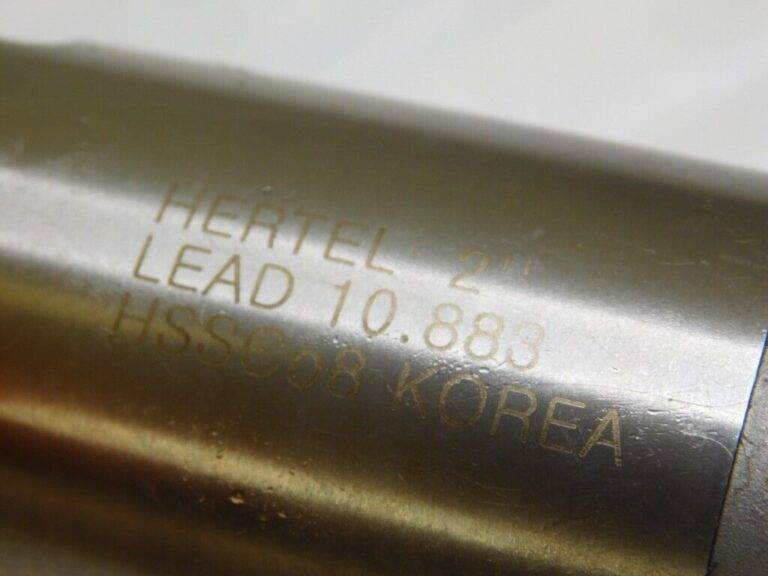 HERTEL 2"
LEAD 10.883
HSSCo8 KOREA